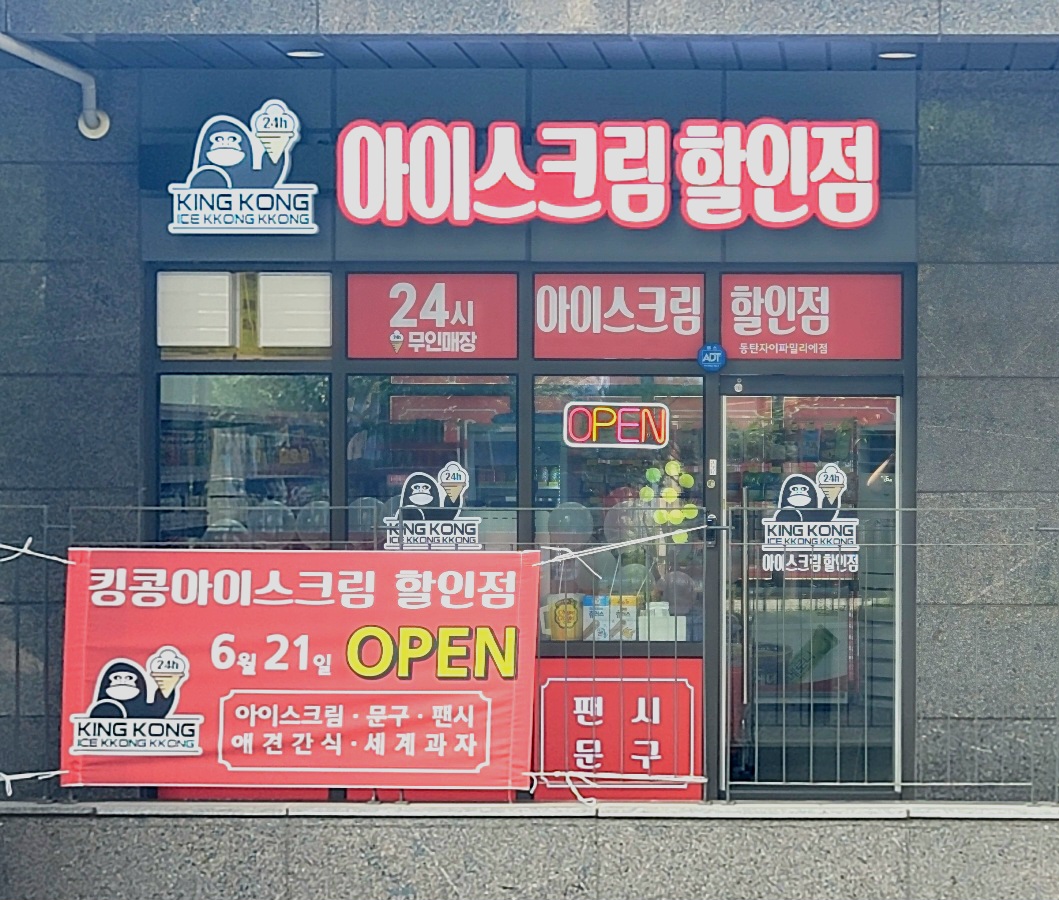 24h
KING KONG
ICE KKONG KKONG
아이스크림 할인점
24시
24h
무인매장
아이스크림
할인점
동탄자이파밀리에점
ADT
OPEN
24h
KING KONG
ICE KKONG KKONG
24h
KING KONG
ICE KKONG KKONG
아이스크림할인점
킹콩아이스크림 할인점
6월 21일 OPEN
24h
KING KONG
ICE KKONG KKONG
아이스크림 · 문구 · 팬시
애견간식 · 세계과자
팬시
문구